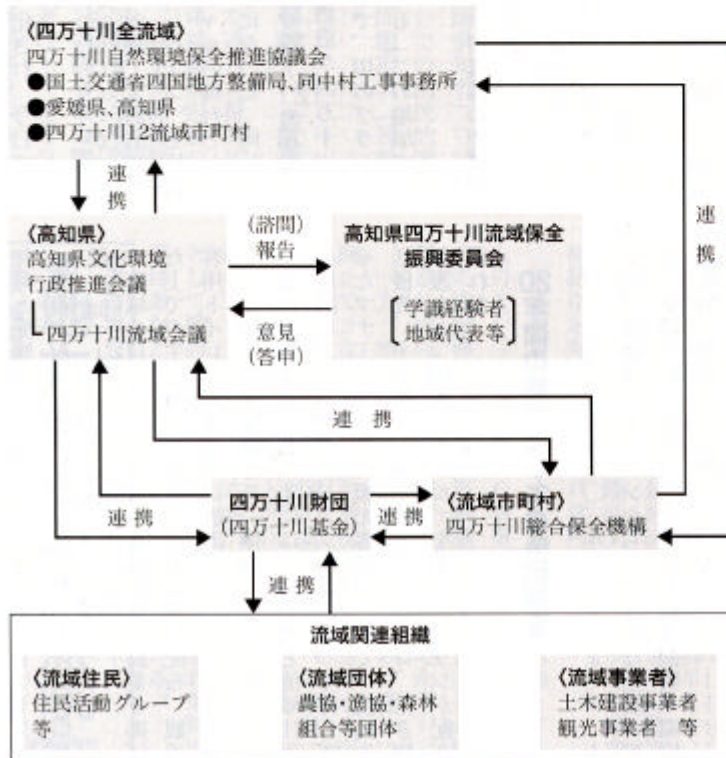 〈四万十川全流域〉
四万十川自然環境保全推進協議会
●国土交通省四国地方整備局、同中村工事事務所
●愛媛県、高知県
●四万十川12流域市町村
連携
連携
〈高知県〉
高知県文化環境
行政推進会議
四万十川流域会議
(諮問)
報告
意見
(答申)
高知県四万十川流域保全
振興委員会
学識経験者
地域代表等
連携
連携
四万十川財団
(四万十川基金)
連携
〈流域市町村〉
四万十川総合保全機構
連携
流域関連組織
〈流域住民〉
住民活動グループ
等
〈流域団体〉
農協・漁協・森林
組合等団体
〈流域事業者〉
土木建設事業者
観光事業者 等